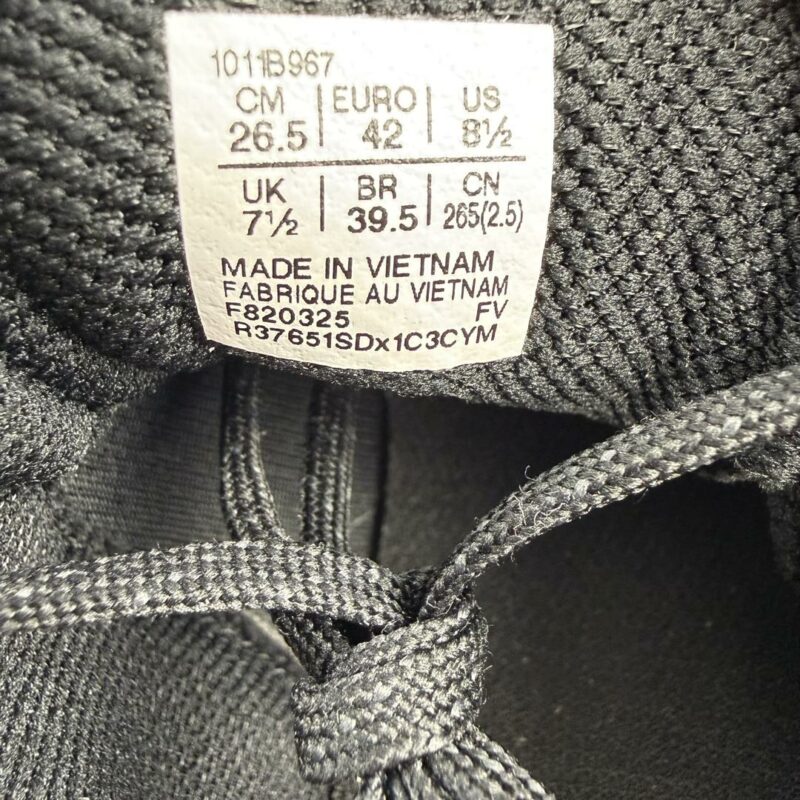 1011B967
CM | EURO | US
26.5 | 42 | 8½
UK | BR | CN
7½ | 39.5 | 265(2.5)
MADE IN VIETNAM
FABRIQUE AU VIETNAM
F820325 FV
R37651SDx1C3CYM